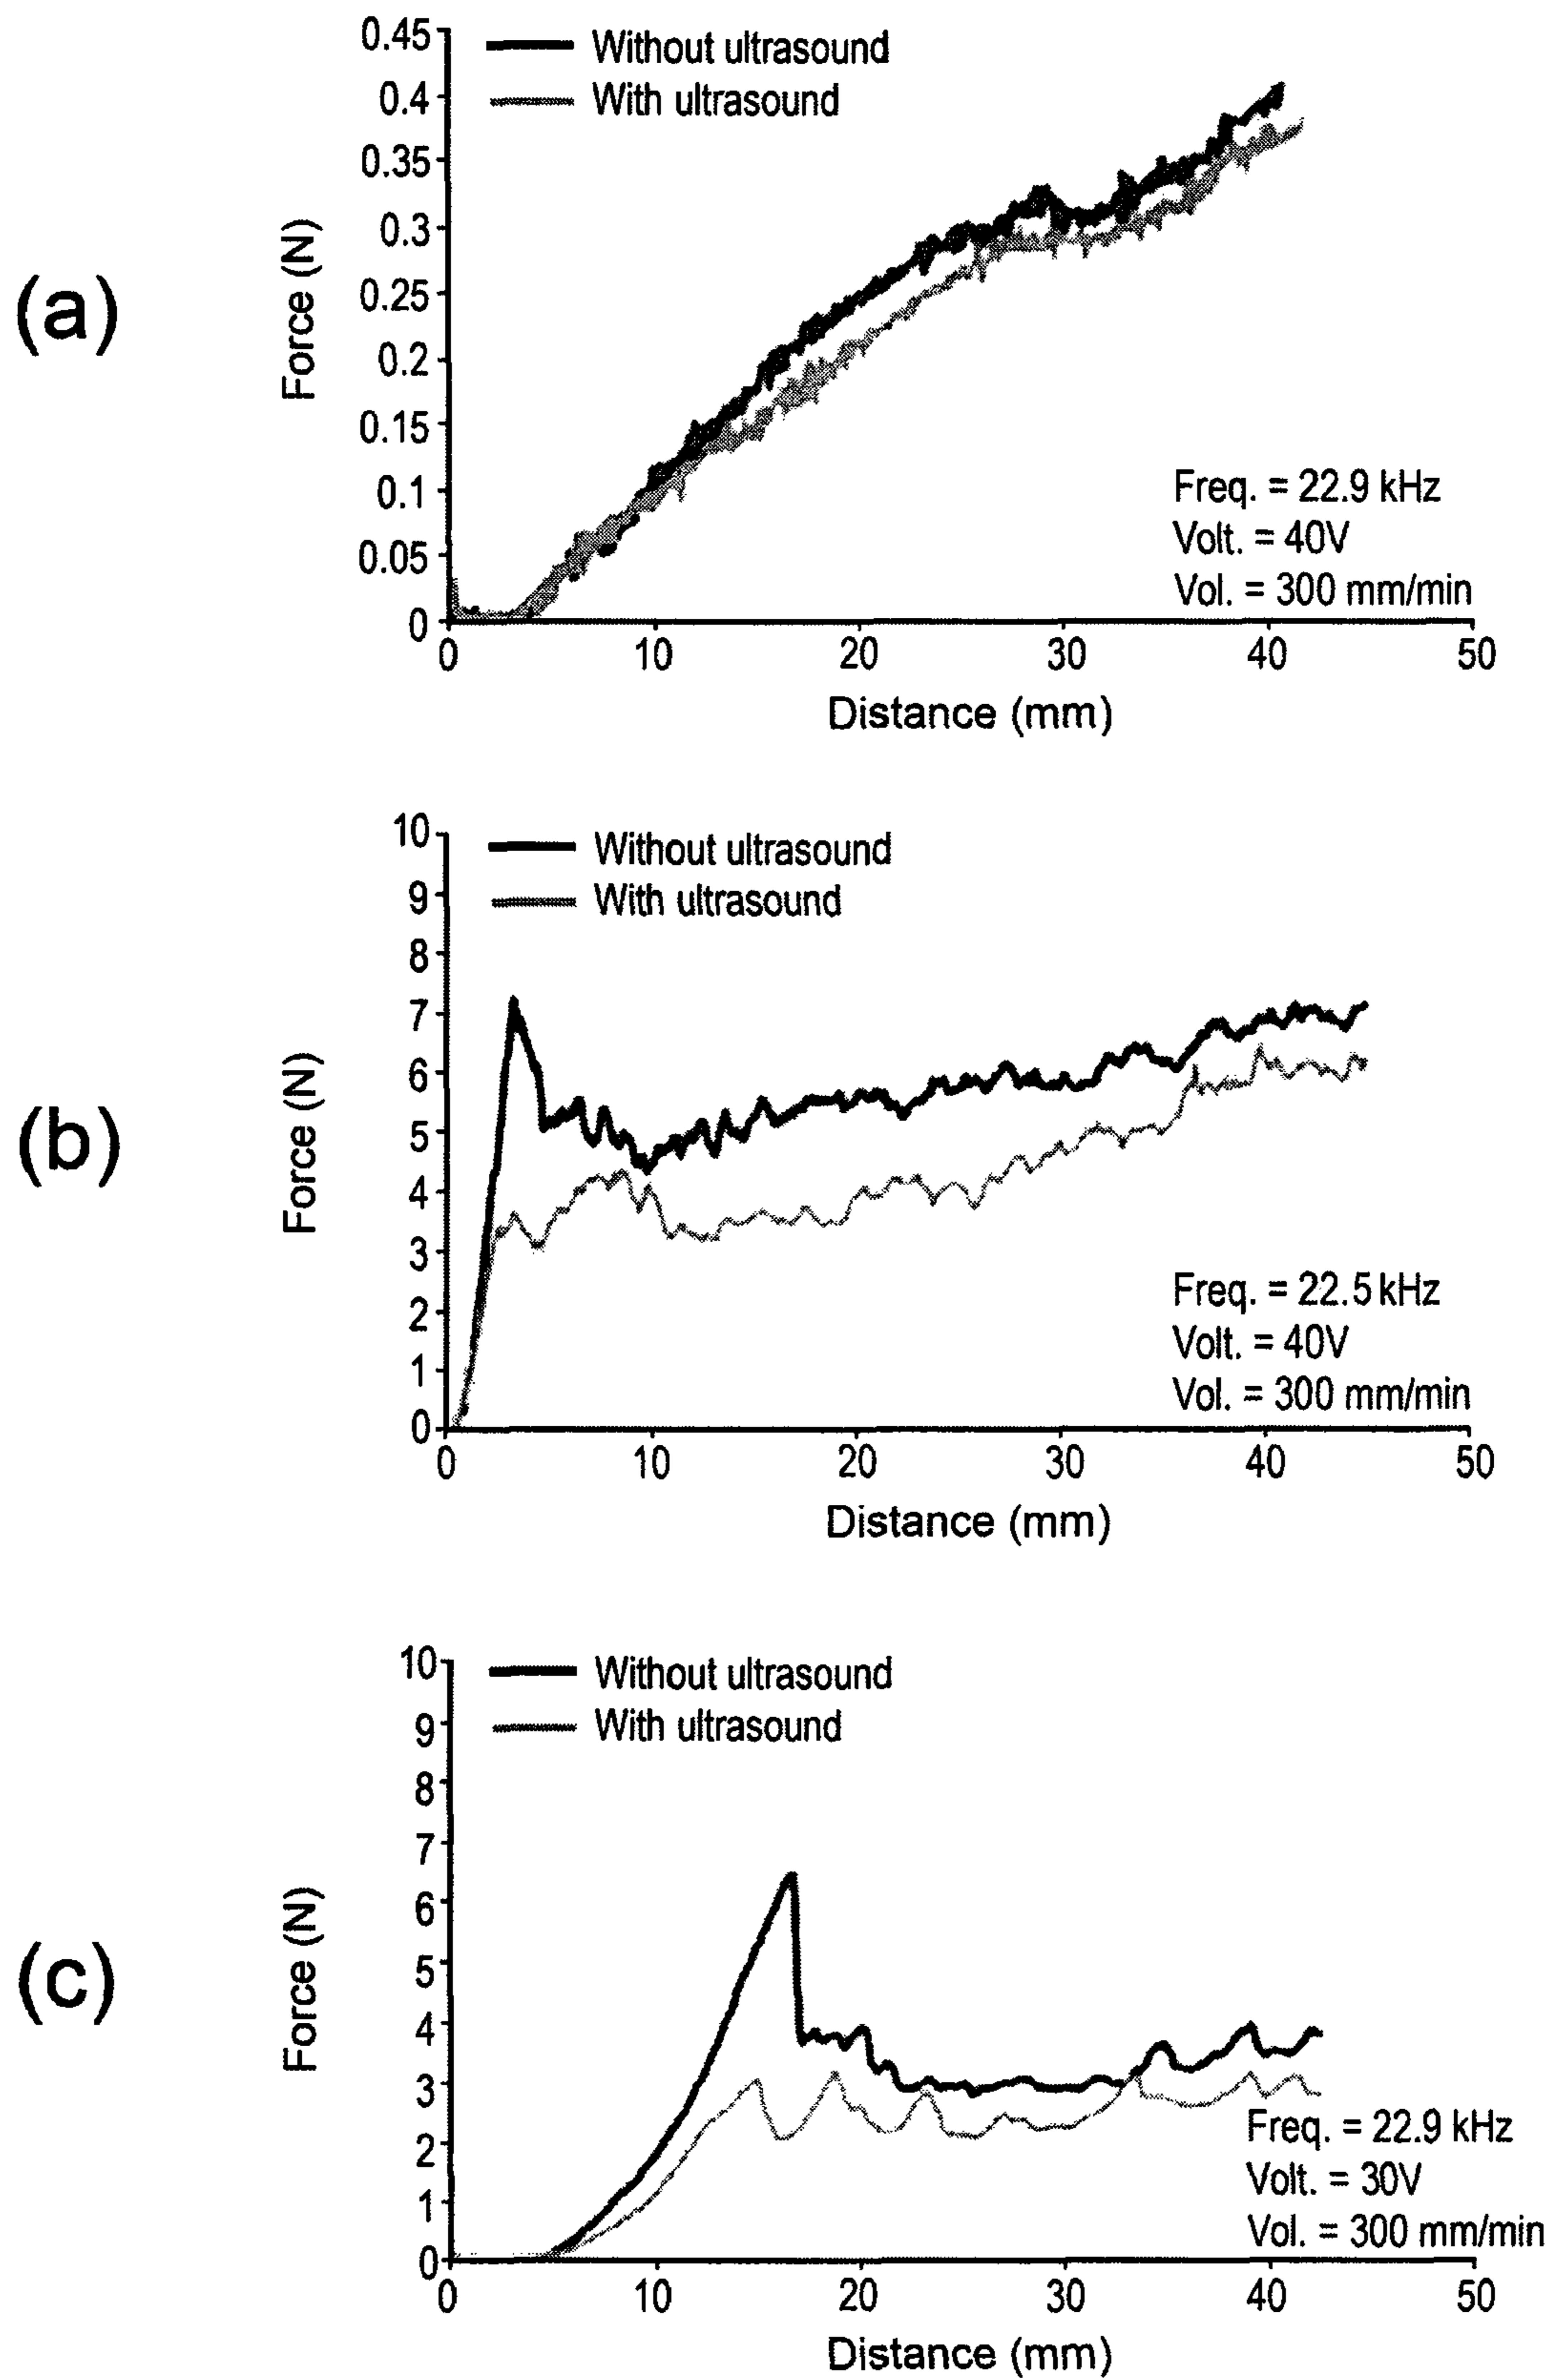 (a)
Force (N)
0.45
0.4
0.35
0.3
0.25
0.2
0.15
0.1
0.05
0
Without ultrasound
With ultrasound
Freq. = 22.9 kHz
Volt. = 40V
Vol. = 300 mm/min
0 10 20 30 40 50
Distance (mm)
(b)
Force (N)
10
9
8
7
6
5
4
3
2
1
0
Without ultrasound
With ultrasound
Freq. = 22.5 kHz
Volt. = 40V
Vol. = 300 mm/min
0 10 20 30 40 50
Distance (mm)
(c)
Force (N)
10
9
8
7
6
5
4
3
2
1
0
Without ultrasound
With ultrasound
Freq. = 22.9 kHz
Volt. = 30V
Vol. = 300 mm/min
0 10 20 30 40 50
Distance (mm)